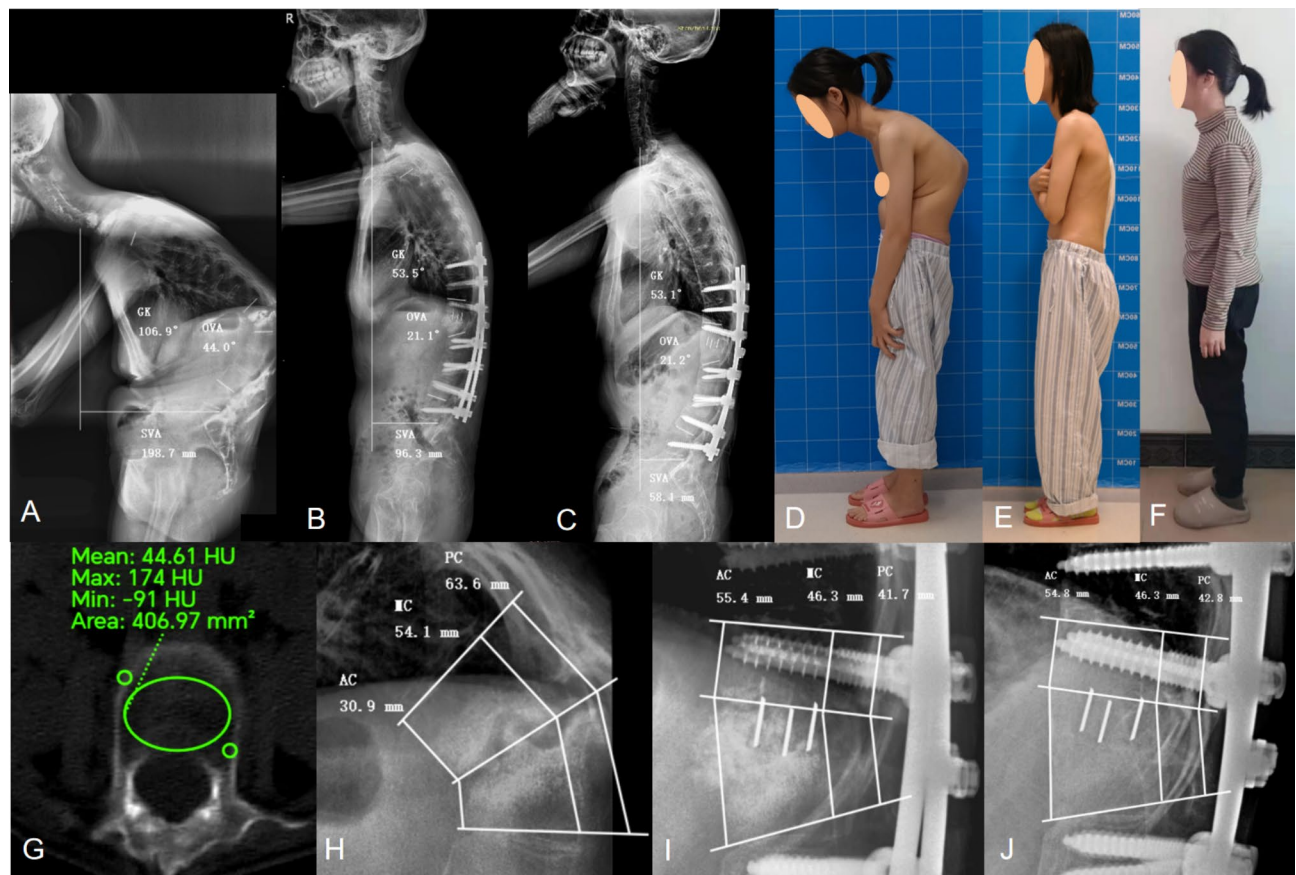 R
GK
106.9°
OVA
44.0°
SVA
198.7 mm
A
GK
53.5°
OVA
21.1°
SVA
96.3 mm
B
GK
53.1°
OVA
21.2°
SVA
58.4 mm
C
D
E
F
Mean: 44.61 HU
Max: 174 HU
Min: -91 HU
Area: 406.97 mm²
G
PC
63.6 mm
MC
54.1 mm
AC
30.9 mm
H
AC
55.4 mm
MC
46.3 mm
PC
41.7 mm
I
AC
54.8 mm
MC
46.3 mm
PC
42.8 mm
J